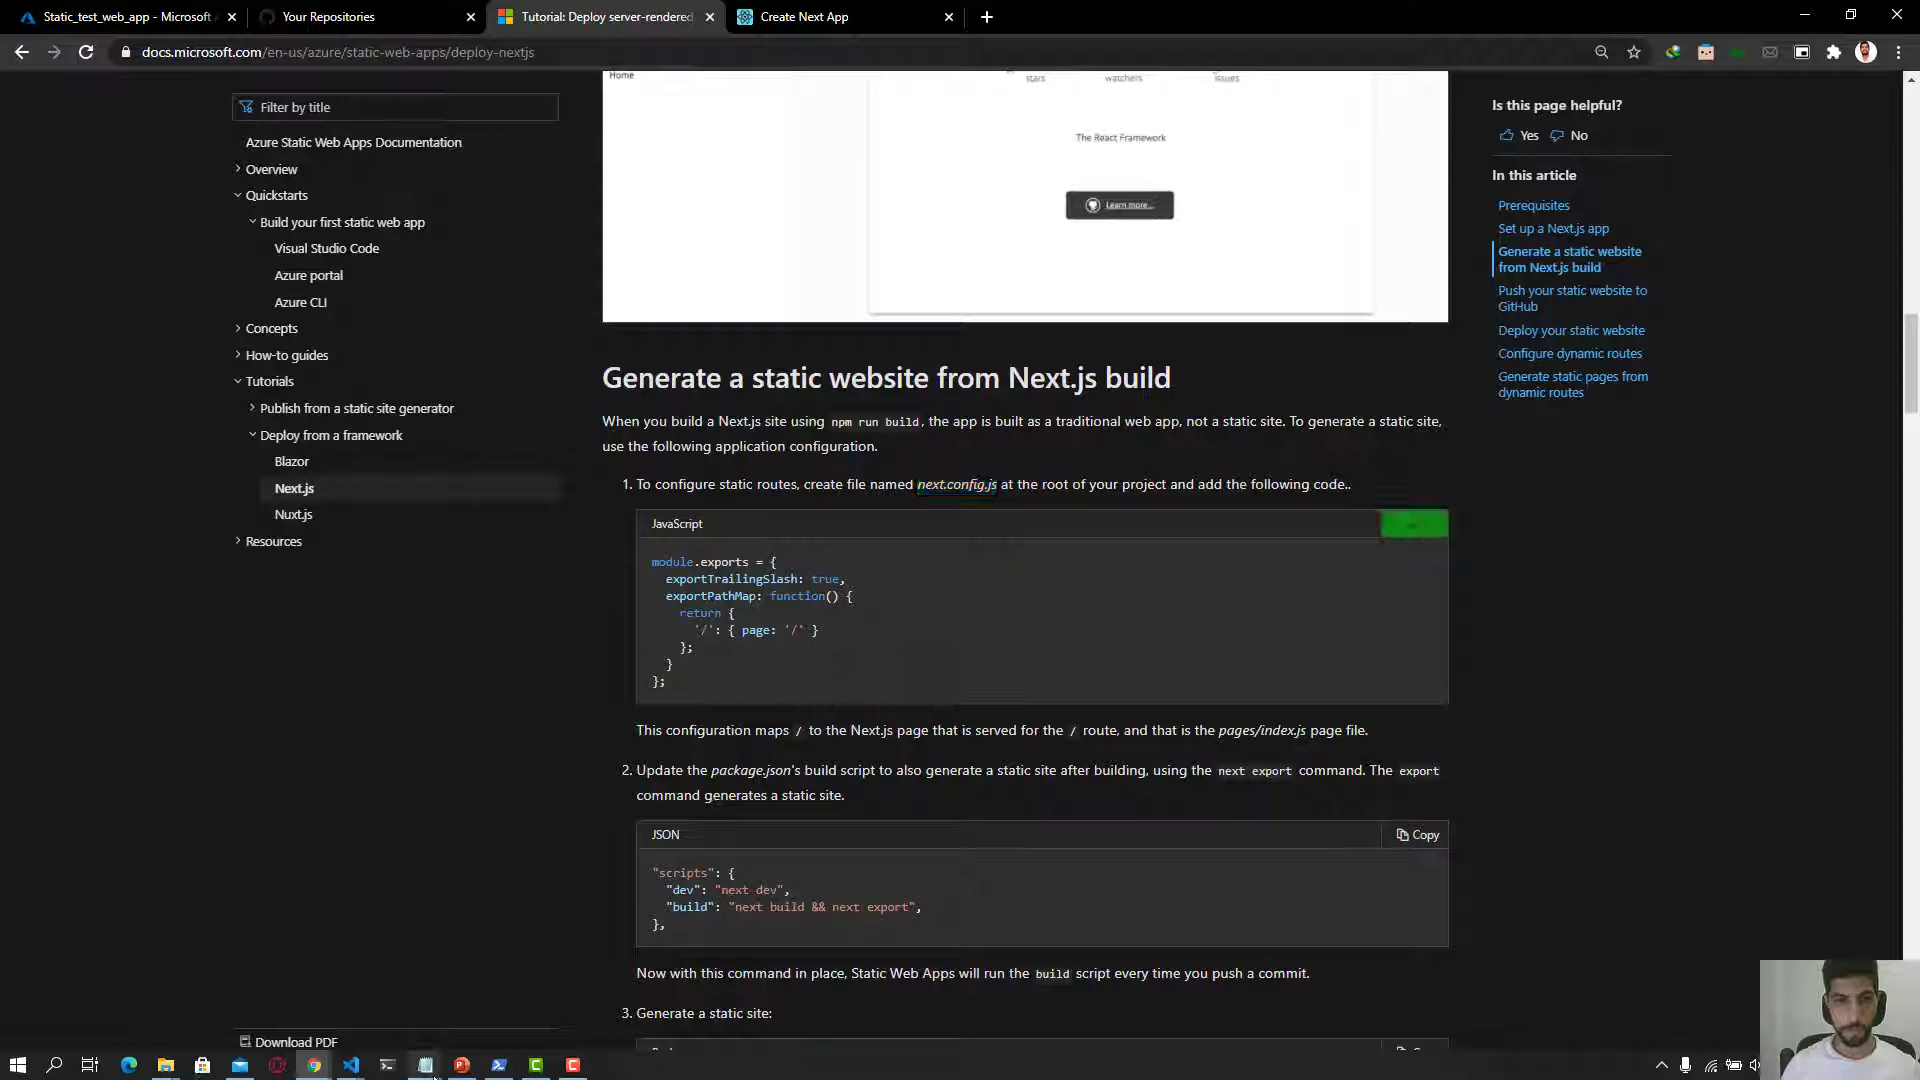 Static_test_web_app - Microsoft
Your Repositories
Tutorial: Deploy server-rendered
Create Next App
docs.microsoft.com/en-us/azure/static-web-apps/deploy-nextjs
Filter by title
Azure Static Web Apps Documentation
Overview
Quickstarts
Build your first static web app
Visual Studio Code
Azure portal
Azure CLI
Concepts
How-to guides
Tutorials
Publish from a static site generator
Deploy from a framework
Blazor
Next.js
Nuxt.js
Resources
Download PDF
Home
stars
watchers
issues
The React Framework
Learn more...
Generate a static website from Next.js build
When you build a Next.js site using npm run build, the app is built as a traditional web app, not a static site. To generate a static site,
use the following application configuration.
1. To configure static routes, create file named next.config.js at the root of your project and add the following code..
JavaScript
module.exports = {
exportTrailingSlash: true,
exportPathMap: function() {
return {
'/': { page: '/' }
};
}
};
This configuration maps / to the Next.js page that is served for the / route, and that is the pages/index.js page file.
2. Update the package.json's build script to also generate a static site after building, using the next export command. The export
command generates a static site.
JSON
Copy
"scripts": {
"dev": "next dev",
"build": "next build && next export",
},
Now with this command in place, Static Web Apps will run the build script every time you push a commit.
3. Generate a static site:
Is this page helpful?
Yes
No
In this article
Prerequisites
Set up a Next.js app
Generate a static website
from Next.js build
Push your static website to
GitHub
Deploy your static website
Configure dynamic routes
Generate static pages from
dynamic routes